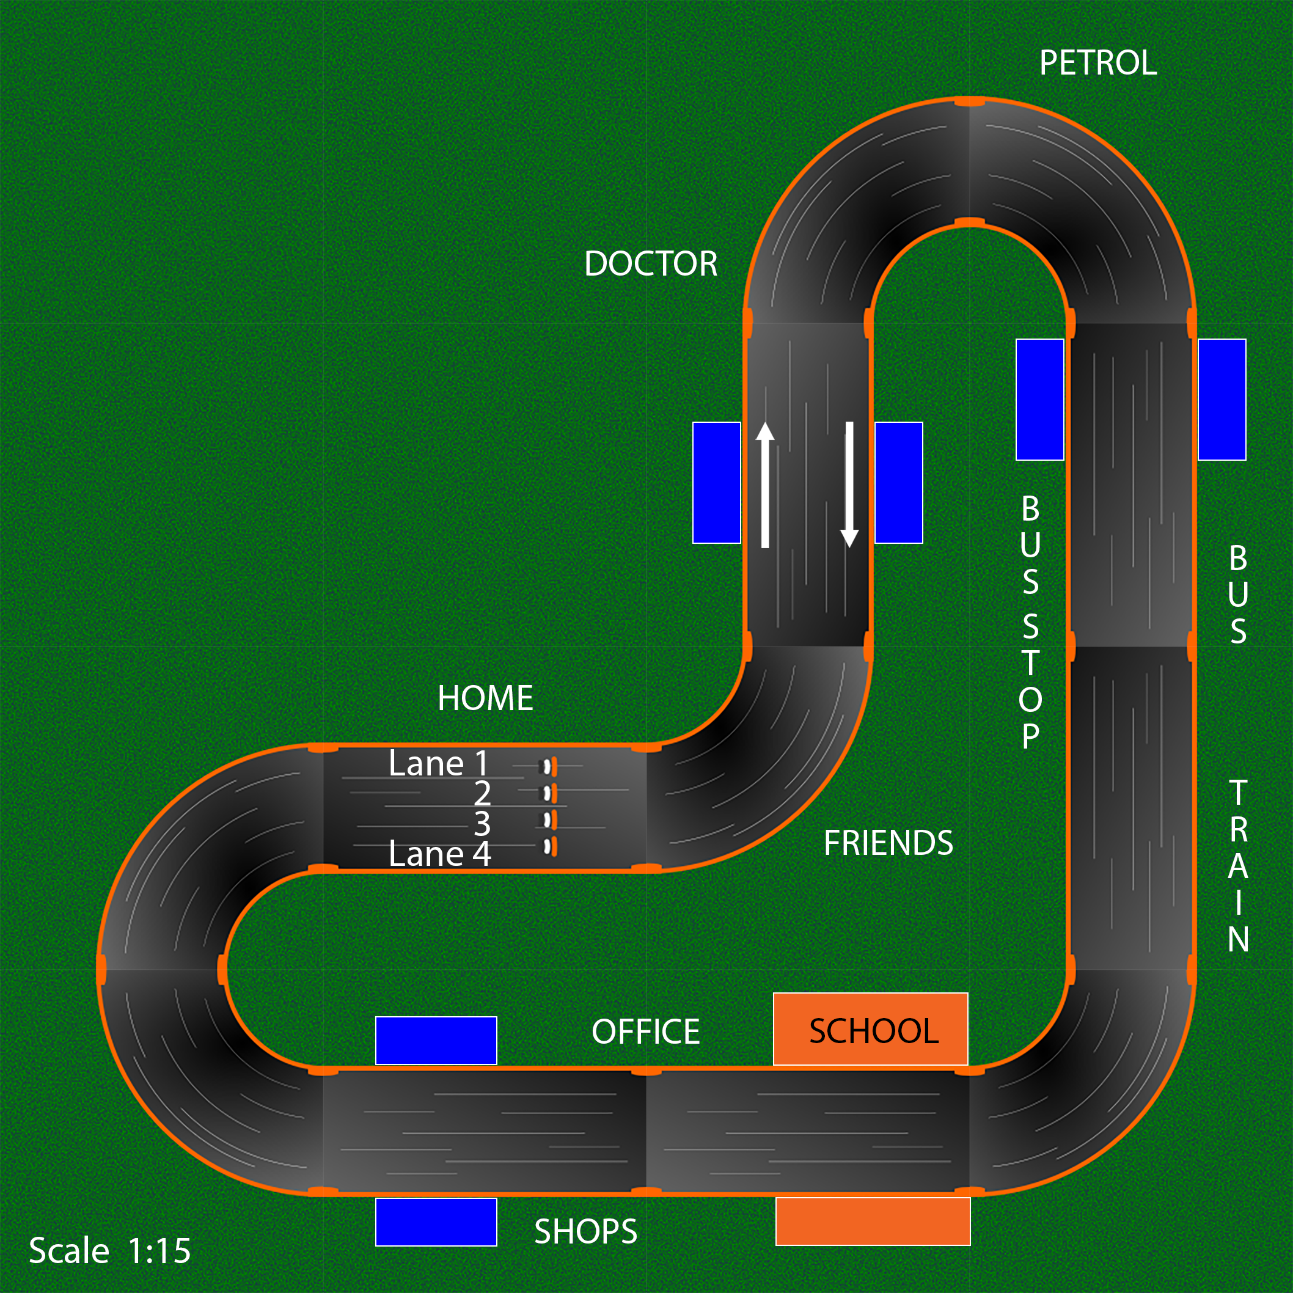 PETROL
DOCTOR
BUS STOP
BUS
HOME
Lane 1
2
3
Lane 4
TRAIN
FRIENDS
OFFICE
SCHOOL
SHOPS
Scale 1:15